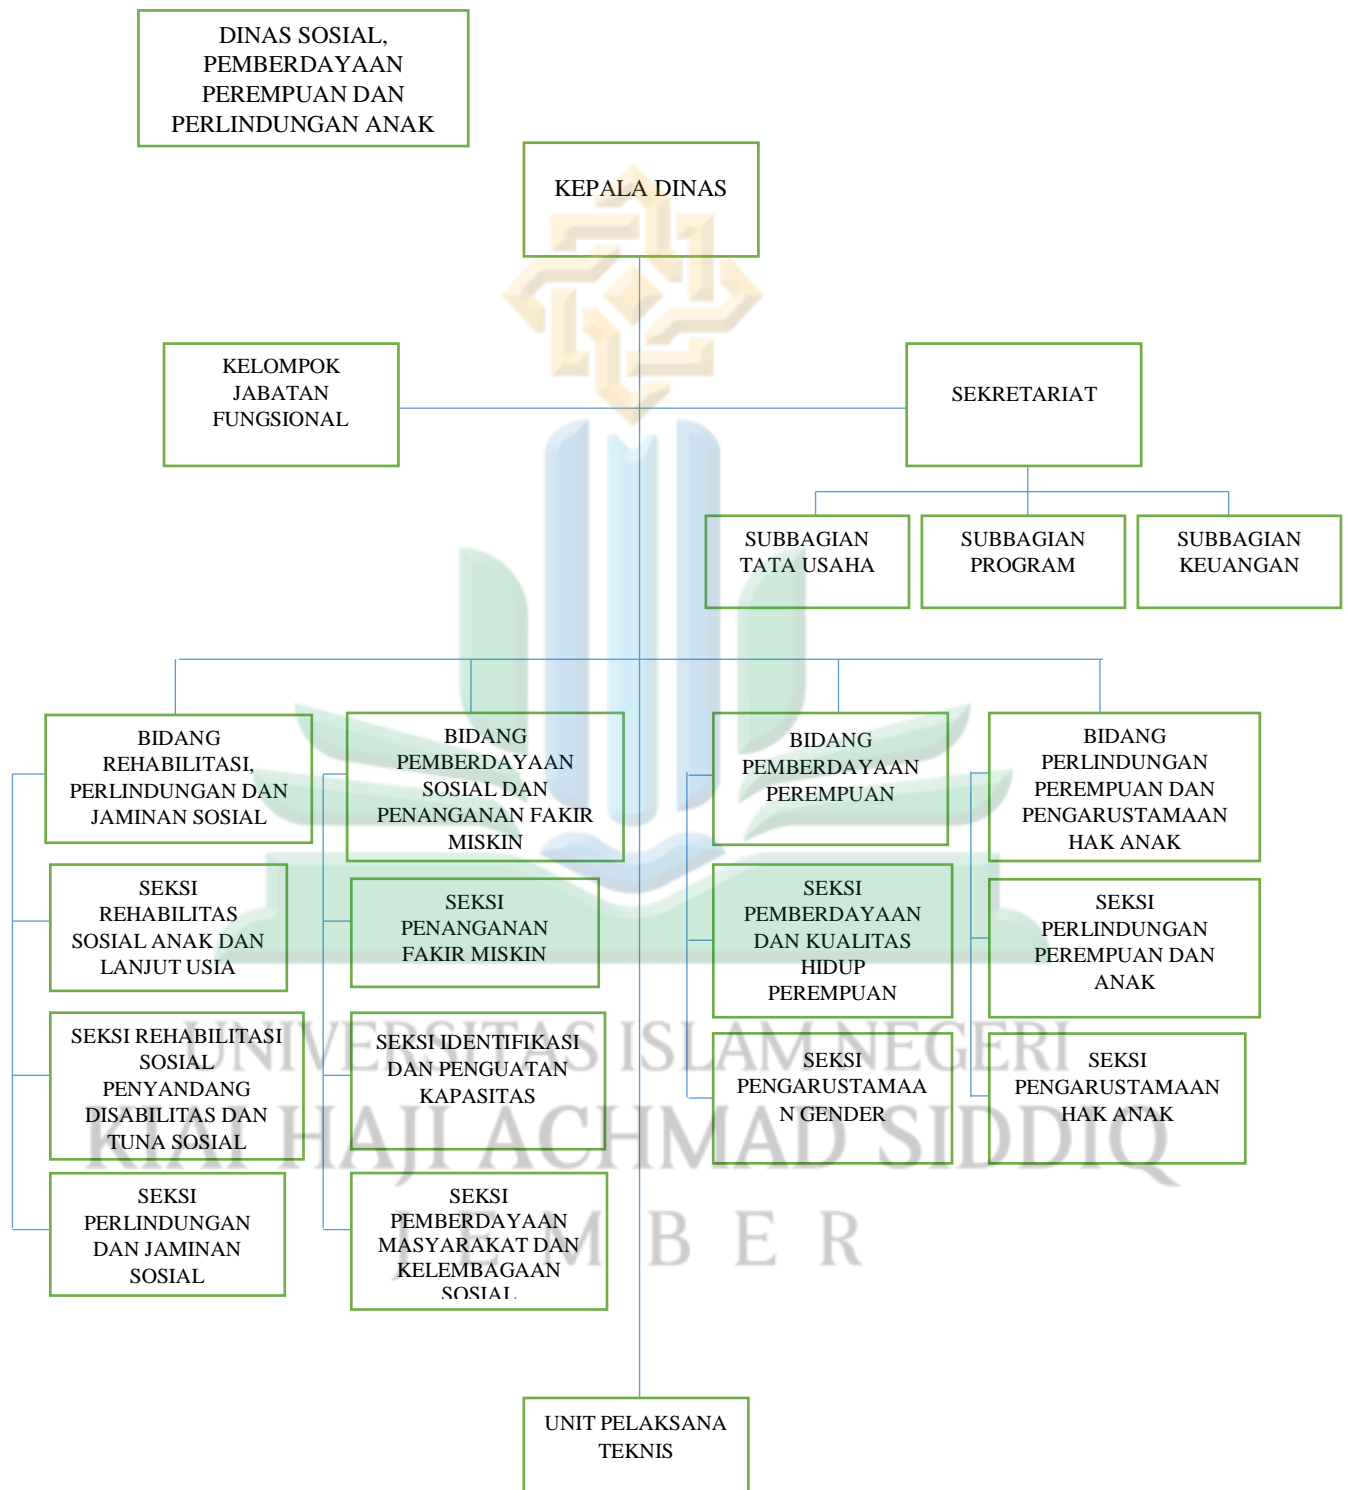 DINAS SOSIAL,
PEMBERDAYAAN
PEREMPUAN DAN
PERLINDUNGAN ANAK
KEPALA DINAS
KELOMPOK
JABATAN
FUNGSIONAL
SEKRETARIAT
SUBBAGIAN
TATA USAHA
SUBBAGIAN
PROGRAM
SUBBAGIAN
KEUANGAN
BIDANG
REHABILITASI,
PERLINDUNGAN DAN
JAMINAN SOSIAL
BIDANG
PEMBERDAYAAN
SOSIAL DAN
PENANGANAN FAKIR
MISKIN
BIDANG
PEMBERDAYAAN
PEREMPUAN
BIDANG
PERLINDUNGAN
PEREMPUAN DAN
PENGARUSTAMAAN
HAK ANAK
SEKSI
REHABILITAS
SOSIAL ANAK DAN
LANJUT USIA
SEKSI
PENANGANAN
FAKIR MISKIN
SEKSI
PEMBERDAYAAN
DAN KUALITAS
HIDUP
PEREMPUAN
SEKSI
PERLINDUNGAN
PEREMPUAN DAN
ANAK
SEKSI REHABILITASI
SOSIAL
PENYANDANG
DISABILITAS DAN
TUNA SOSIAL
SEKSI IDENTIFIKASI
DAN PENGUATAN
KAPASITAS
SEKSI
PENGARUSTAMAA
N GENDER
SEKSI
PENGARUSTAMAAN
HAK ANAK
SEKSI
PERLINDUNGAN
DAN JAMINAN
SOSIAL
SEKSI
PEMBERDAYAAN
MASYARAKAT DAN
KELEMBAGAAN
SOSIAL
UNIT PELAKSANA
TEKNIS
UNIVERSITAS ISLAM NEGERI
KIAI HAJI ACHMAD SIDDIQ
JEMBER